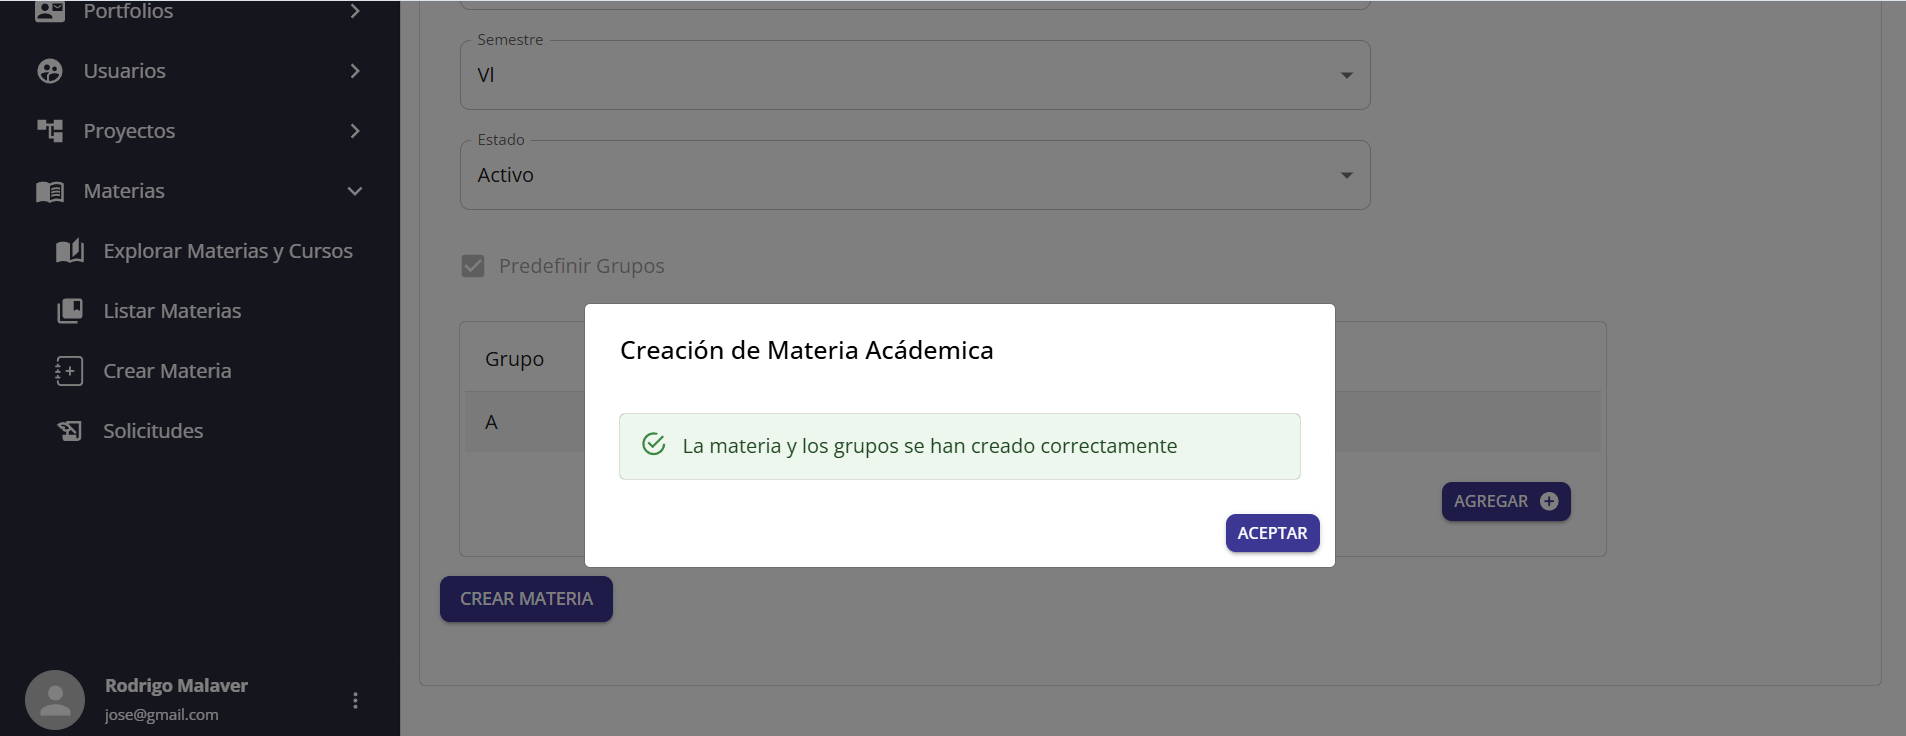 Portfolios
Usuarios
Proyectos
Materias
Explorar Materias y Cursos
Listar Materias
Crear Materia
Solicitudes
Rodrigo Malaver
jose@gmail.com
Semestre
VI
Estado
Activo
Predefinir Grupos
Grupo
A
AGREGAR
CREAR MATERIA
Creación de Materia Acádemica
La materia y los grupos se han creado correctamente
ACEPTAR